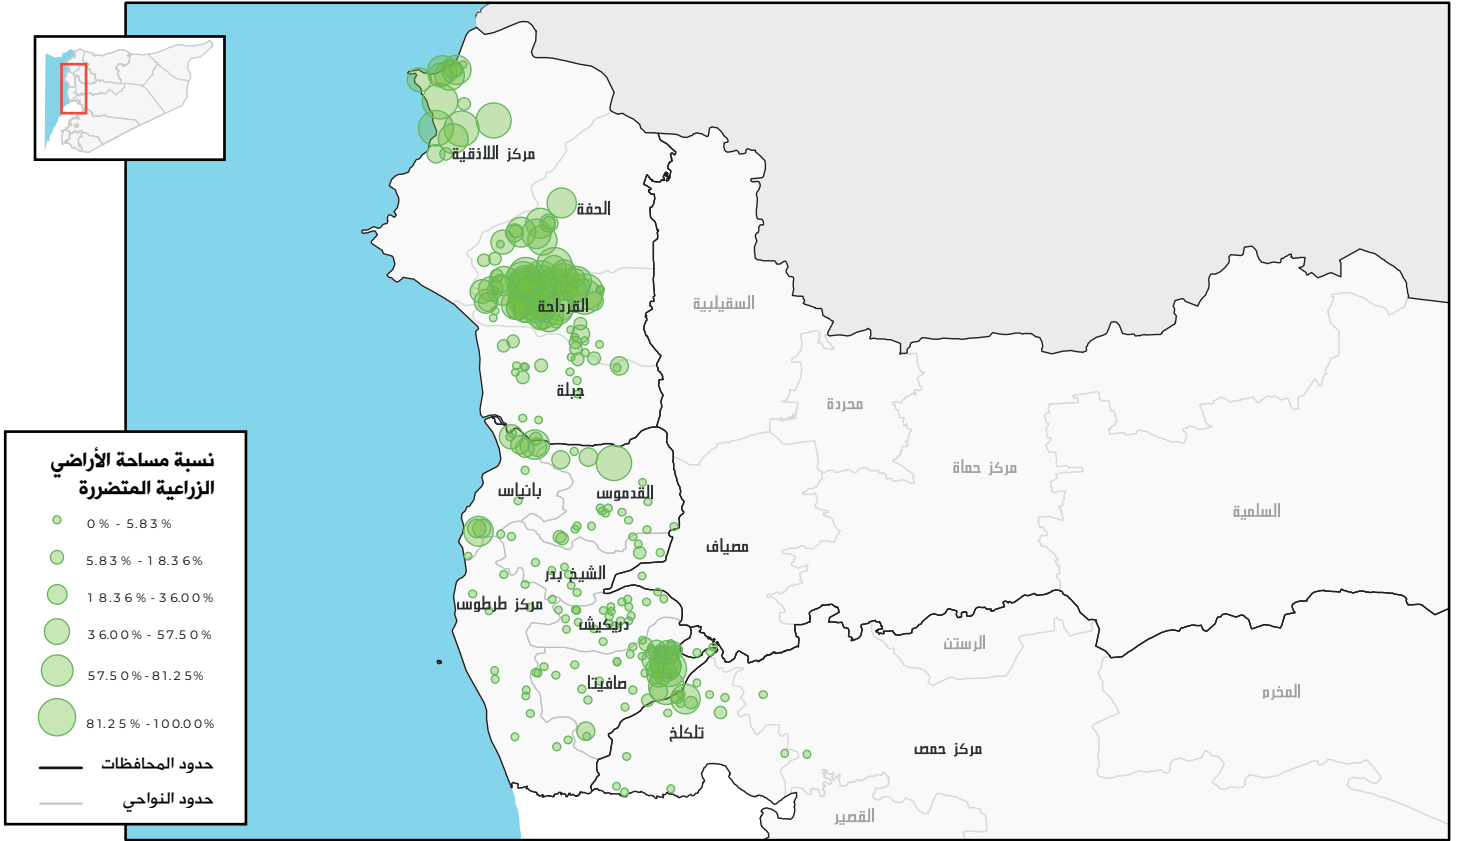 مركز اللاذقية
الحفة
القرداحة
السقيلبية
جبلة
محردة
مركز حماة
القدموس
بانياس
السلمية
مصياف
الشيخ بدر
مركز طرطوس
دريكيش
الرستن
صافيتا
المخرم
تلكلخ
مركز حمص
القصير
نسبة مساحة الأراضي
الزراعية المتضررة
0% - 5.83%
5.83% - 18.36%
18.36% - 36.00%
36.00% - 57.50%
57.50% - 81.25%
81.25% - 100.00%
حدود المحافظات
حدود النواحي